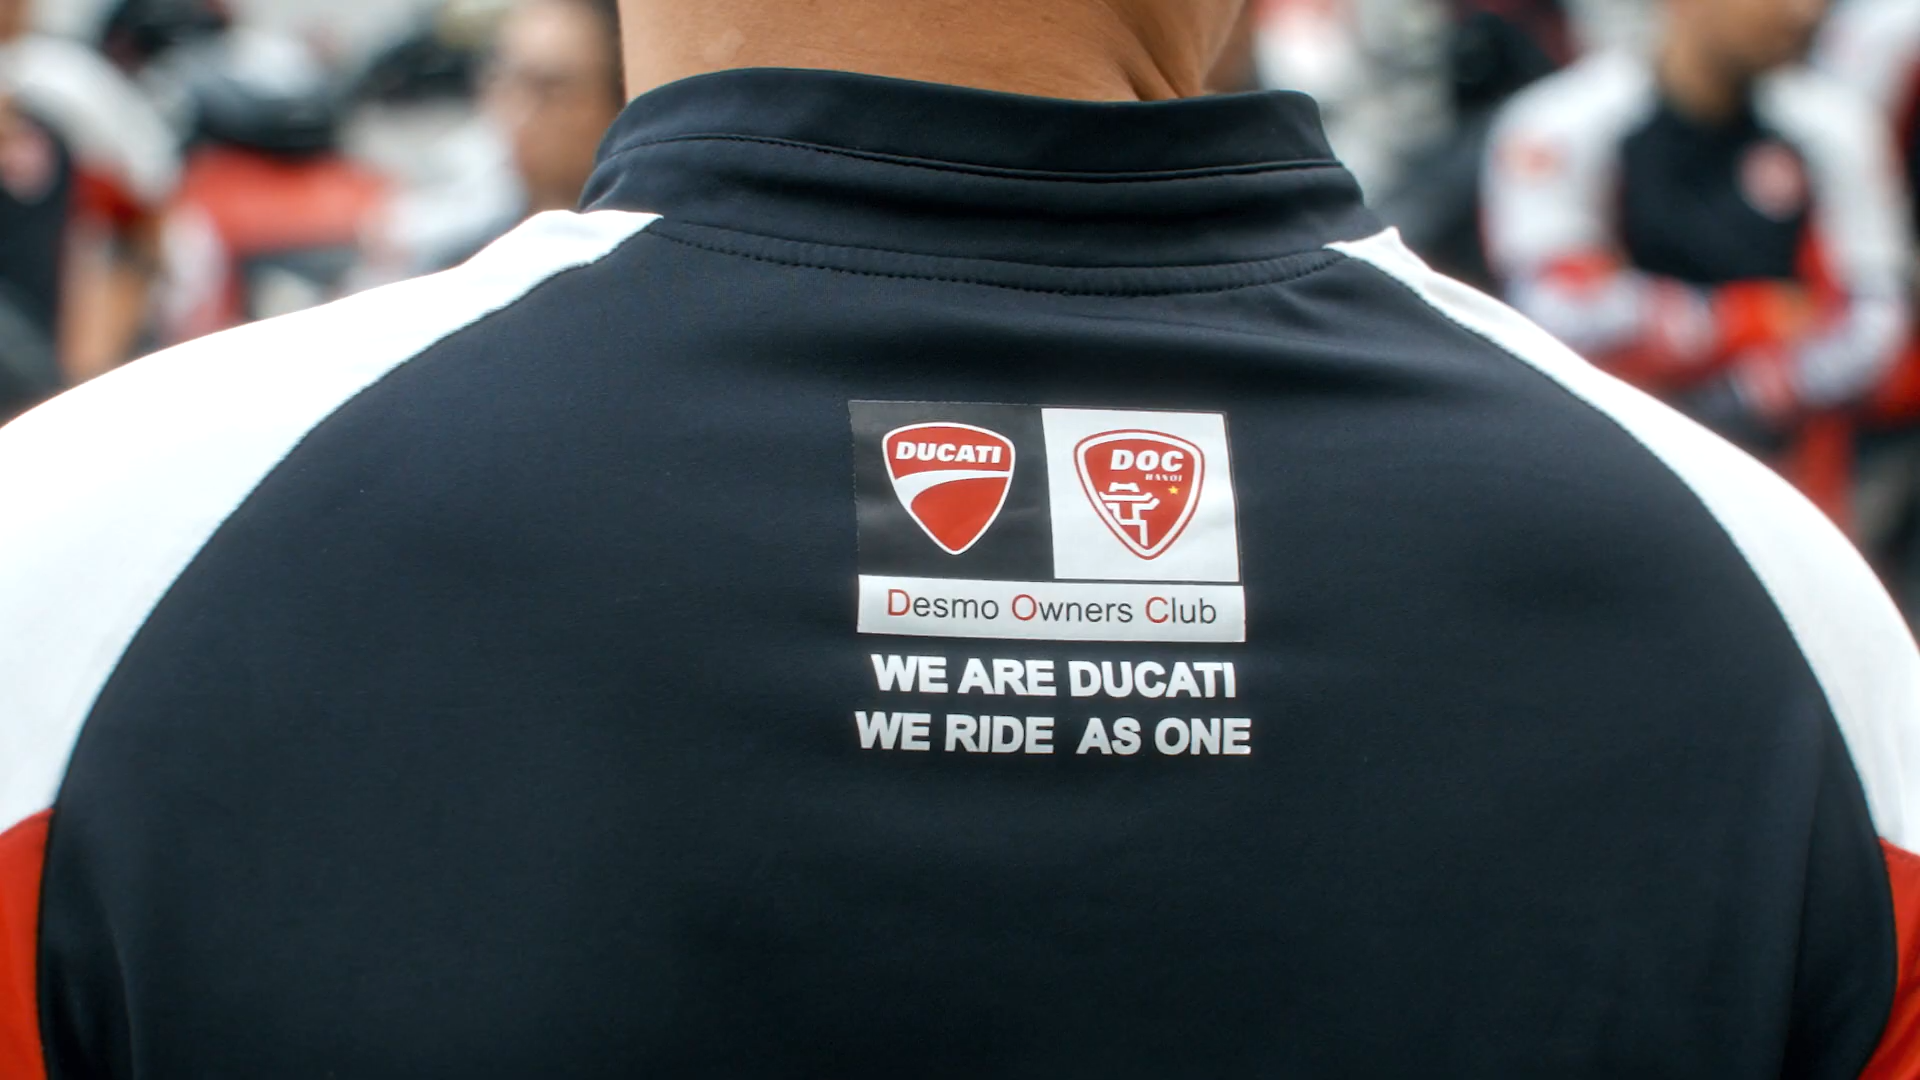 DUCATI
DOC
HANOI
Desmo Owners Club
WE ARE DUCATI
WE RIDE AS ONE